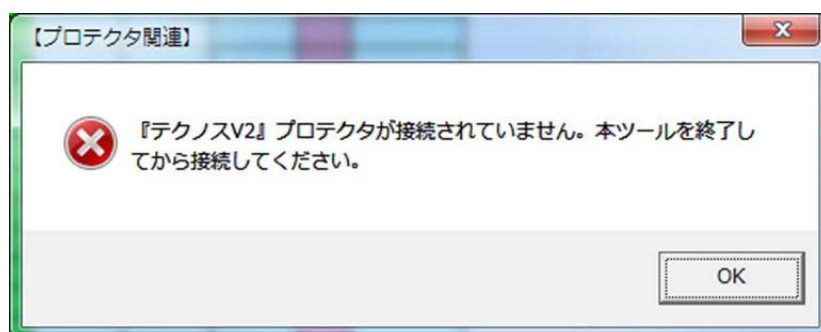 【プロテクタ関連】
『テクノスV2』プロテクタが接続されていません。本ツールを終了し
てから接続してください。
OK